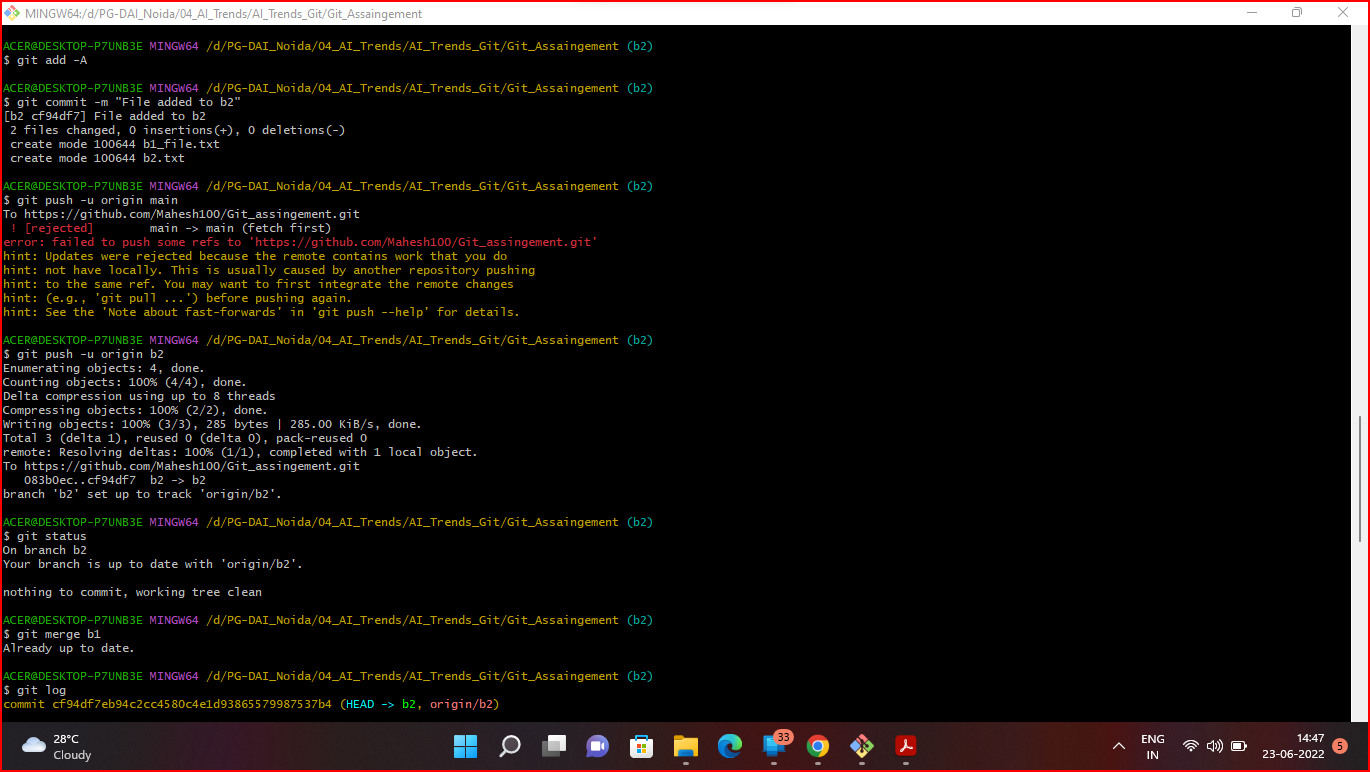 MINGW64:/d/PG-DAI_Noida/04_AI_Trends/AI_Trends_Git/Git_Assaingement
ACER@DESKTOP-P7UNB3E MINGW64 /d/PG-DAI_Noida/04_AI_Trends/AI_Trends_Git/Git_Assaingement (b2)
$ git add -A
ACER@DESKTOP-P7UNB3E MINGW64 /d/PG-DAI_Noida/04_AI_Trends/AI_Trends_Git/Git_Assaingement (b2)
$ git commit -m "File added to b2"
[b2 cf94df7] File added to b2
2 files changed, 0 insertions(+), 0 deletions(-)
create mode 100644 b1_file.txt
create mode 100644 b2.txt
ACER@DESKTOP-P7UNB3E MINGW64 /d/PG-DAI_Noida/04_AI_Trends/AI_Trends_Git/Git_Assaingement (b2)
$ git push -u origin main
To https://github.com/Mahesh100/Git_assingement.git
! [rejected]        main -> main (fetch first)
error: failed to push some refs to 'https://github.com/Mahesh100/Git_assingement.git'
hint: Updates were rejected because the remote contains work that you do
hint: not have locally. This is usually caused by another repository pushing
hint: to the same ref. You may want to first integrate the remote changes
hint: (e.g., 'git pull ...') before pushing again.
hint: See the 'Note about fast-forwards' in 'git push --help' for details.
ACER@DESKTOP-P7UNB3E MINGW64 /d/PG-DAI_Noida/04_AI_Trends/AI_Trends_Git/Git_Assaingement (b2)
$ git push -u origin b2
Enumerating objects: 4, done.
Counting objects: 100% (4/4), done.
Delta compression using up to 8 threads
Compressing objects: 100% (2/2), done.
Writing objects: 100% (3/3), 285 bytes | 285.00 KiB/s, done.
Total 3 (delta 1), reused 0 (delta 0), pack-reused 0
remote: Resolving deltas: 100% (1/1), completed with 1 local object.
To https://github.com/Mahesh100/Git_assingement.git
083b0ec..cf94df7  b2 -> b2
branch 'b2' set up to track 'origin/b2'.
ACER@DESKTOP-P7UNB3E MINGW64 /d/PG-DAI_Noida/04_AI_Trends/AI_Trends_Git/Git_Assaingement (b2)
$ git status
On branch b2
Your branch is up to date with 'origin/b2'.
nothing to commit, working tree clean
ACER@DESKTOP-P7UNB3E MINGW64 /d/PG-DAI_Noida/04_AI_Trends/AI_Trends_Git/Git_Assaingement (b2)
$ git merge b1
Already up to date.
ACER@DESKTOP-P7UNB3E MINGW64 /d/PG-DAI_Noida/04_AI_Trends/AI_Trends_Git/Git_Assaingement (b2)
$ git log
commit cf94df7eb94c2cc4580c4e1d93865579987537b4 (HEAD -> b2, origin/b2)
28°C
Cloudy
33
ENG
IN
14:47
23-06-2022
5